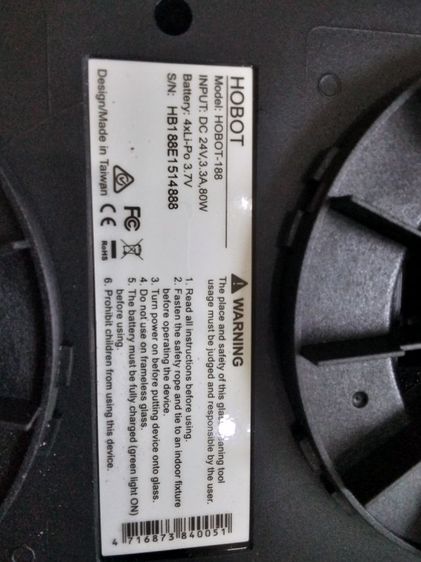 HOBOT
Model: HOBOT-188
INPUT: DC 24V,3.3A,80W
Battery: 4xLi-Po 3.7V
S/N: HB188E1514888
Design/Made in Taiwan
FC
CE
RoHS
WARNING
The place and safety of this glass cleaning tool
usage must be judged and responsible by the user.
1. Read all instructions before using.
2. Fasten the safety rope and tie to an indoor fixture
before operating the device.
3. Turn power on before putting device onto glass.
4. Do not use on frameless glass.
5. The battery must be fully charged (green light ON)
before using.
6. Prohibit children from using this device.
4 716873 840051